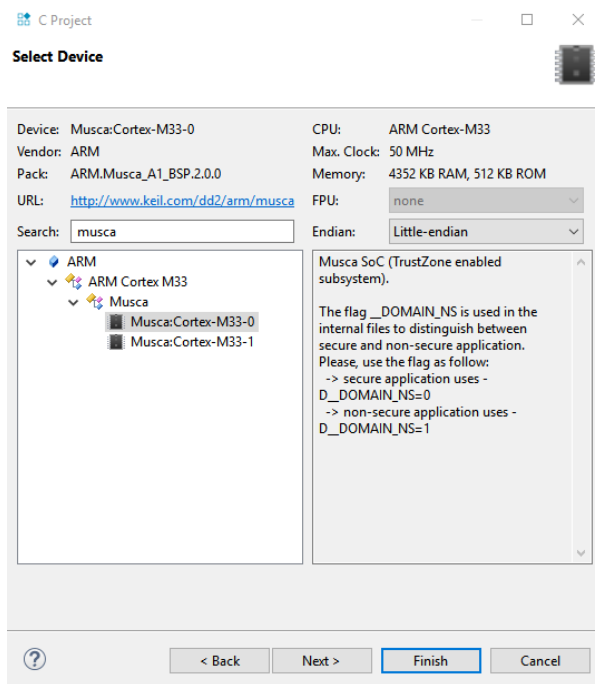 C Project
Select Device
Device: Musca:Cortex-M33-0
CPU: ARM Cortex-M33
Vendor: ARM
Max. Clock: 50 MHz
Pack: ARM.Musca_A1_BSP.2.0.0
Memory: 4352 KB RAM, 512 KB ROM
URL: http://www.keil.com/dd2/arm/musca
FPU: none
Search: musca
Endian: Little-endian
ARM
ARM Cortex M33
Musca
Musca:Cortex-M33-0
Musca:Cortex-M33-1
Musca SoC (TrustZone enabled
subsystem).
The flag __DOMAIN_NS is used in the
internal files to distinguish between
secure and non-secure application.
Please, use the flag as follow:
-> secure application uses -
D__DOMAIN_NS=0
-> non-secure application uses -
D__DOMAIN_NS=1
?
< Back
Next >
Finish
Cancel